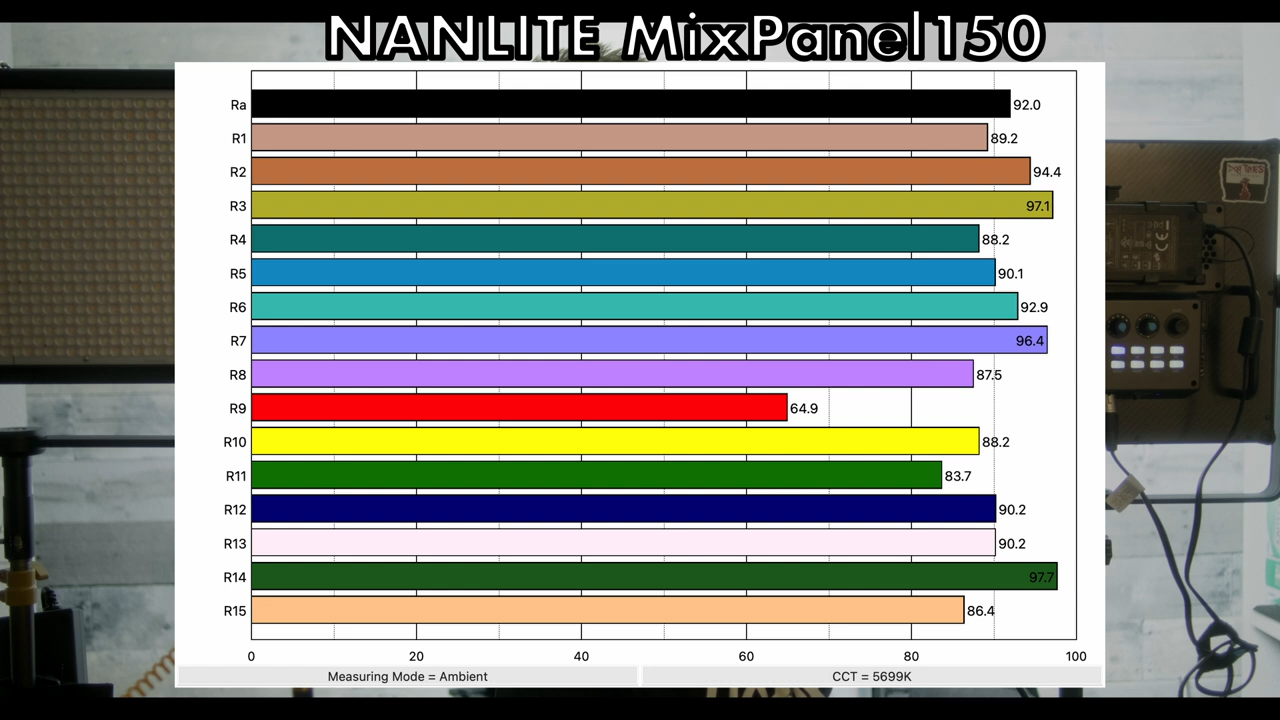 NANLITE MixPanel150
Ra 92.0
R1 89.2
R2 94.4
R3 97.1
R4 88.2
R5 90.1
R6 92.9
R7 96.4
R8 87.5
R9 64.9
R10 88.2
R11 83.7
R12 90.2
R13 90.2
R14 97.7
R15 86.4
0 20 40 60 80 100
Measuring Mode = Ambient CCT = 5699K